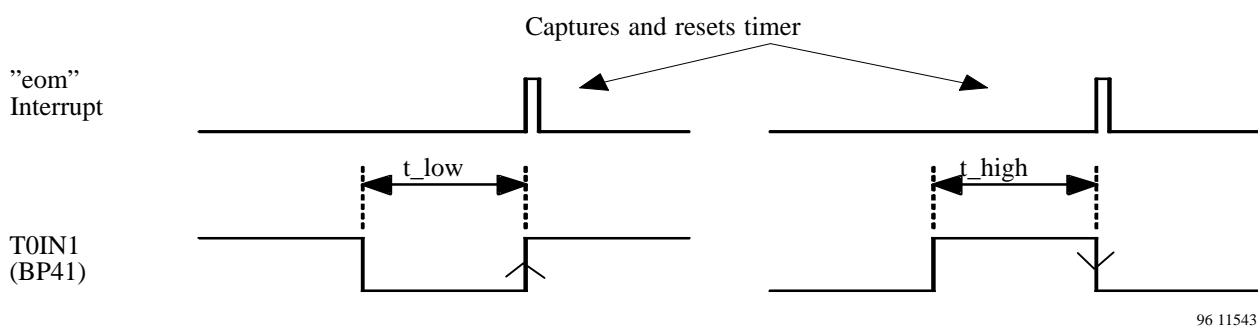 Captures and resets timer
”eom”
Interrupt
t_low
t_high
T0IN1
(BP41)
96 11543